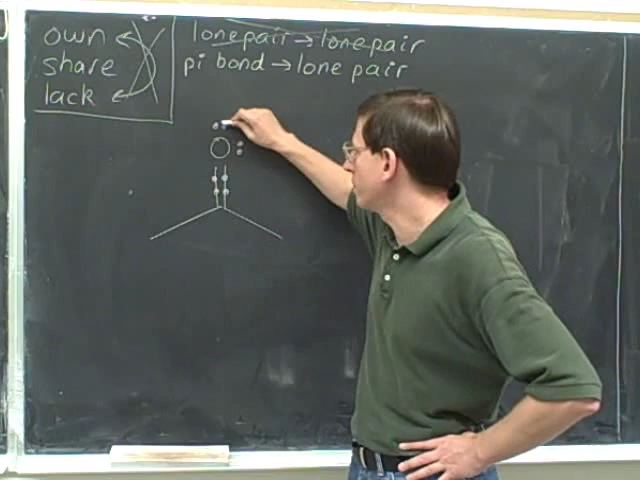 own
share
lack
lone pair → lone pair
pi bond → lone pair
O